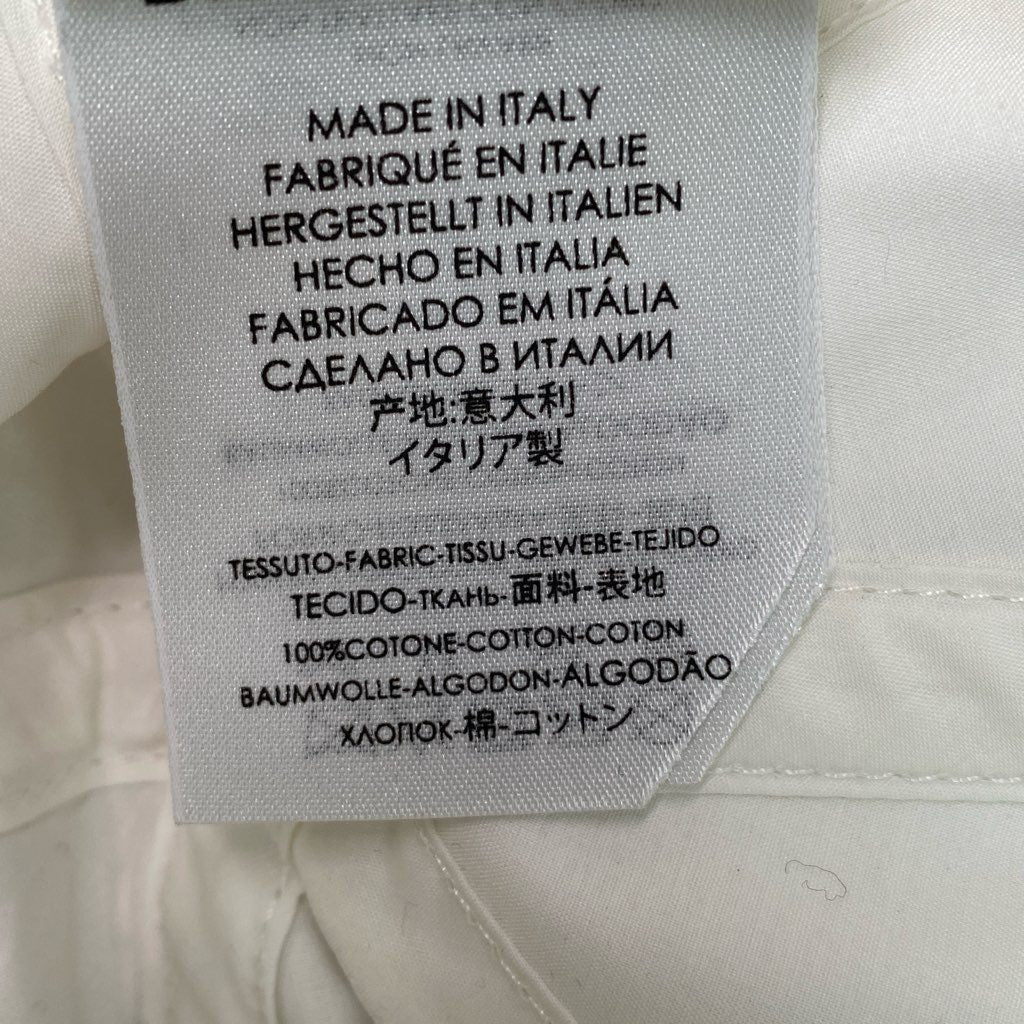 MADE IN ITALY
FABRIQUÉ EN ITALIE
HERGESTELLT IN ITALIEN
HECHO EN ITALIA
FABRICADO EM ITÁLIA
СДЕЛАНО В ИТАЛИИ
产地:意大利
イタリア製
TESSUTO-FABRIC-TISSU-GEWEBE-TEJIDO
TECIDO-ТКАНЬ-面料-表地
100%COTONE-COTTON-COTON
BAUMWOLLE-ALGODON-ALGODÃO
ХЛОПОК-棉-コットン